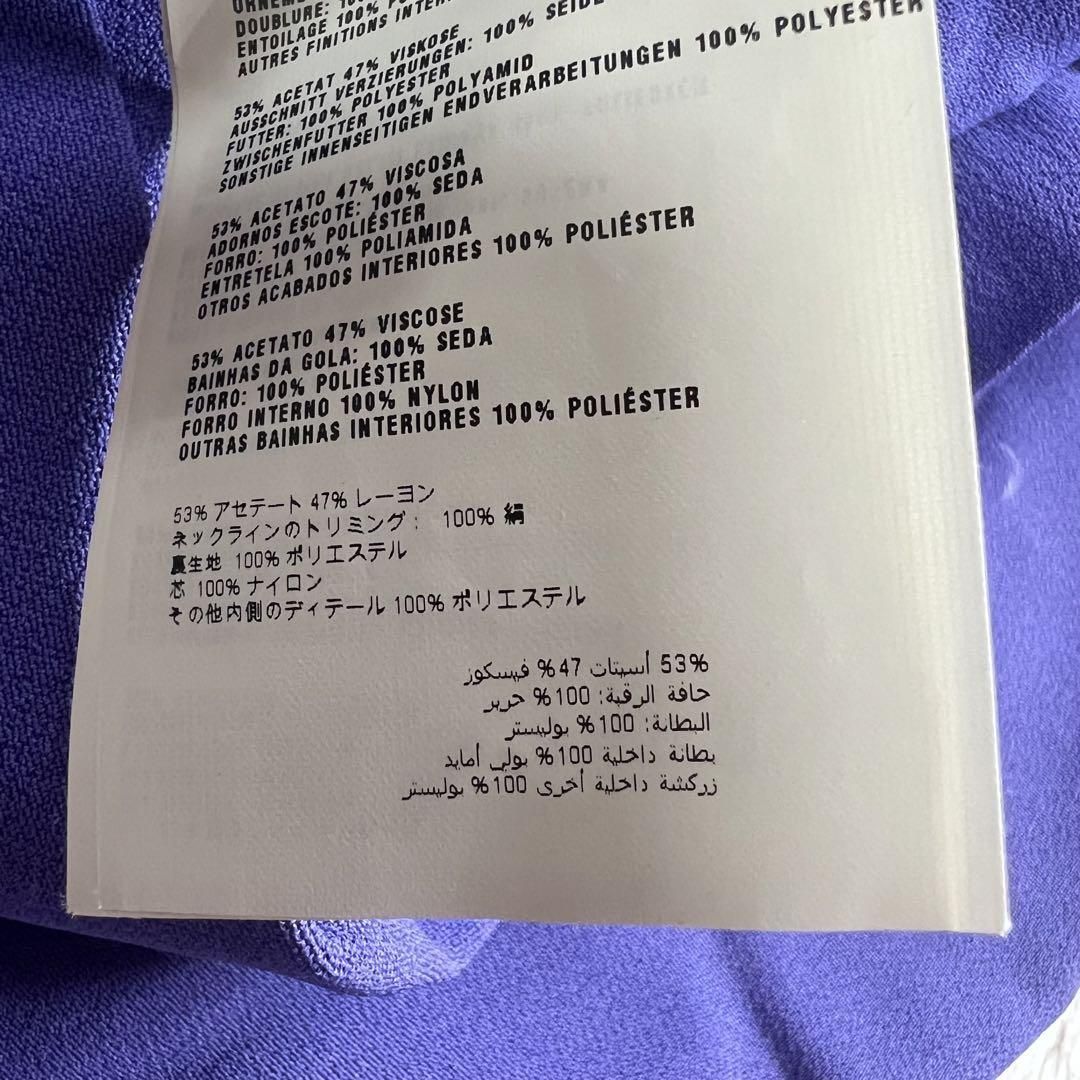 DOUBLURE:
ENTOILAGE 100%
AUTRES FINITIONS
53% ACETAT 47% VISKOSE
AUSSCHNITT VERZIERUNGEN: 100% SEIDE
FUTTER: 100% POLYESTER
ZWISCHENFUTTER 100% POLYAMID
SONSTIGE INNENSEITIGEN ENDVERARBEITUNGEN 100% POLYESTER
53% ACETATO 47% VISCOSA
ADORNOS ESCOTE: 100% SEDA
FORRO: 100% POLIÉSTER
ENTRETELA 100% POLIAMIDA
OTROS ACABADOS INTERIORES 100% POLIÉSTER
53% ACETATO 47% VISCOSE
BAINHAS DA GOLA: 100% SEDA
FORRO: 100% POLIÉSTER
FORRO INTERNO 100% NYLON
OUTRAS BAINHAS INTERIORES 100% POLIÉSTER
53% アセテート 47% レーヨン
ネックラインのトリミング: 100% 絹
裏生地 100% ポリエステル
芯 100% ナイロン
その他内側のディテール 100% ポリエステル
53% أسيتات 47% فيسكوز
حافة الرقبة: 100% حرير
البطانة: 100% بوليستر
بطانة داخلية 100% بولي أمايد
زركشة داخلية أخرى 100% بوليستر